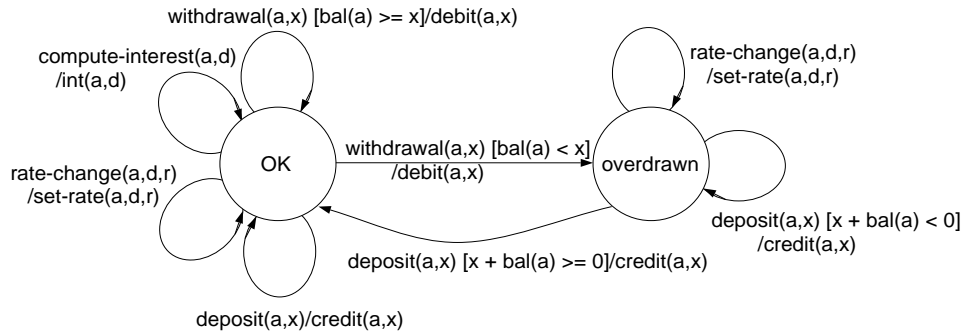 withdrawal(a,x) [bal(a) >= x]/debit(a,x)
compute-interest(a,d)
/int(a,d)
rate-change(a,d,r)
/set-rate(a,d,r)
OK
withdrawal(a,x) [bal(a) < x]
/debit(a,x)
overdrawn
rate-change(a,d,r)
/set-rate(a,d,r)
deposit(a,x) [x + bal(a) < 0]
/credit(a,x)
deposit(a,x) [x + bal(a) >= 0]/credit(a,x)
deposit(a,x)/credit(a,x)